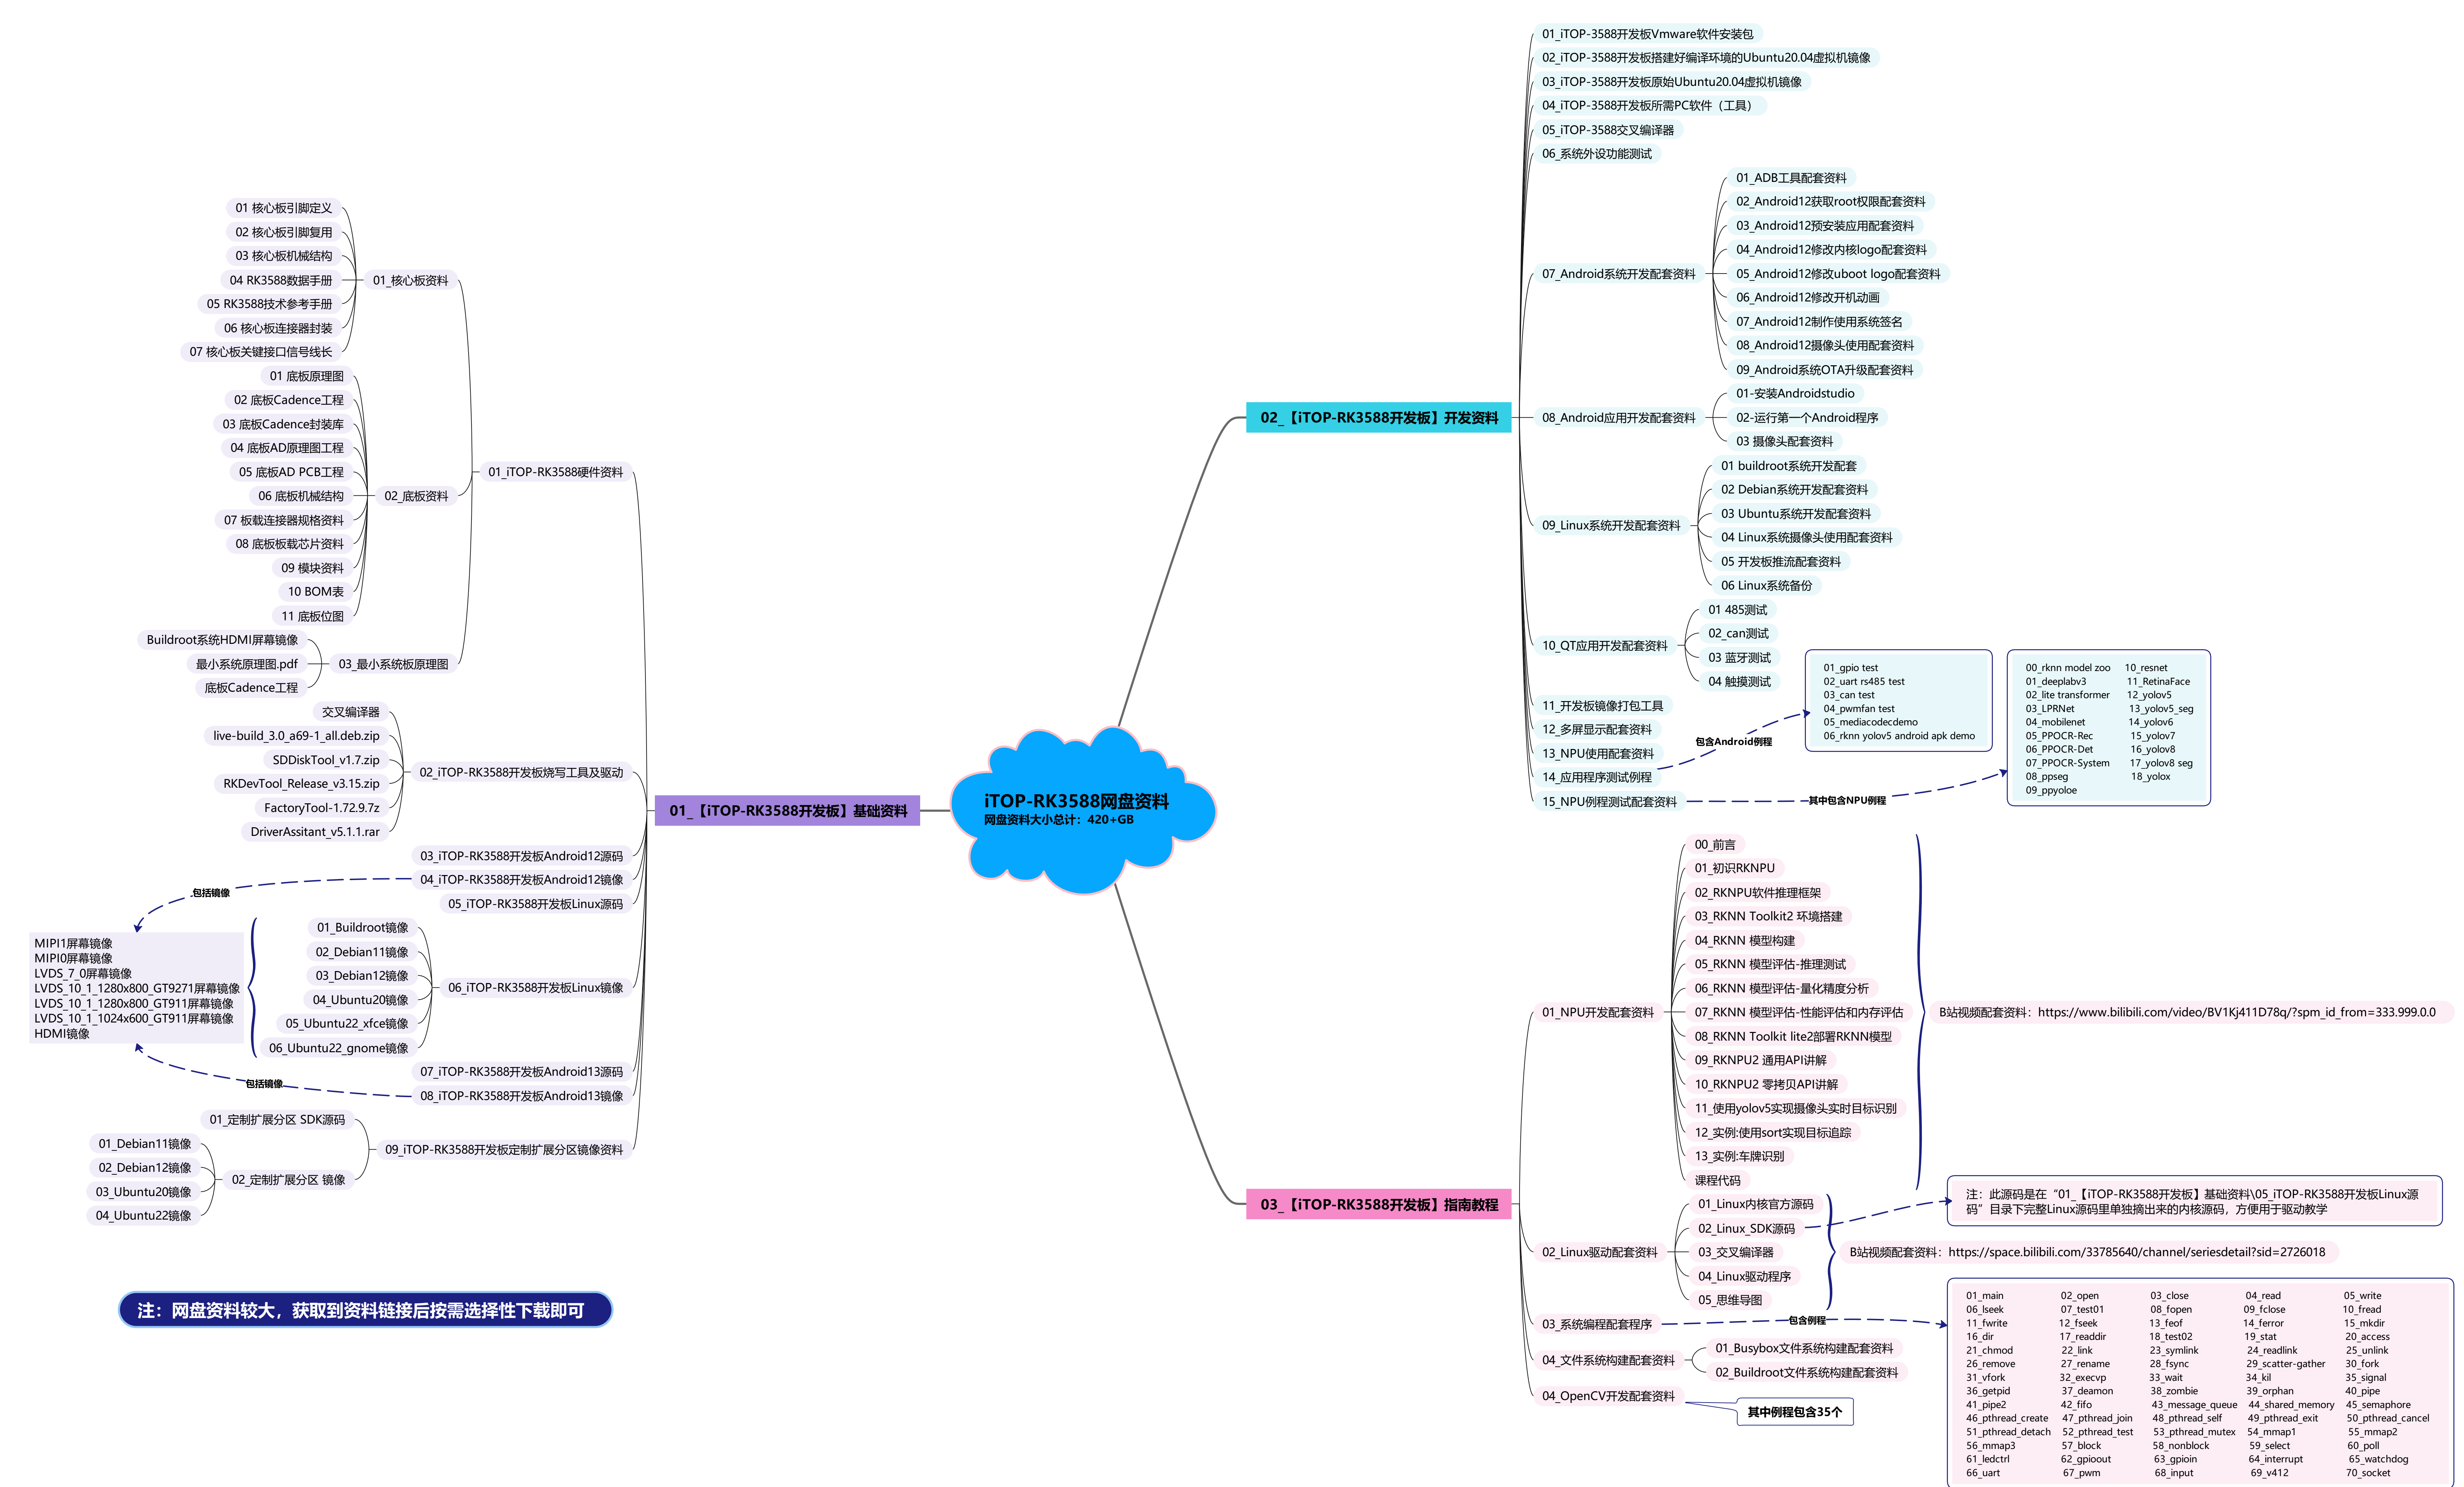 iTOP-RK3588网盘资料
网盘资料大小总计：420+GB
01_【iTOP-RK3588开发板】基础资料
01_iTOP-RK3588硬件资料
01_核心板资料
01 核心板引脚定义
02 核心板引脚复用
03 核心板机械结构
04 RK3588数据手册
05 RK3588技术参考手册
06 核心板连接器封装
07 核心板关键接口信号线长
02_底板资料
01 底板原理图
02 底板Cadence工程
03 底板Cadence封装库
04 底板AD原理图工程
05 底板AD PCB工程
06 底板机械结构
07 板载连接器规格资料
08 底板板载芯片资料
09 模块资料
10 BOM表
11 底板位图
03_最小系统板原理图
Buildroot系统HDMI屏幕镜像
最小系统原理图.pdf
底板Cadence工程
02_iTOP-RK3588开发板烧写工具及驱动
交叉编译器
live-build_3.0_a69-1_all.deb.zip
SDDiskTool_v1.7.zip
RKDevTool_Release_v3.15.zip
FactoryTool-1.72.9.7z
DriverAssitant_v5.1.1.rar
03_iTOP-RK3588开发板Android12源码
04_iTOP-RK3588开发板Android12镜像
包括镜像
05_iTOP-RK3588开发板Linux源码
06_iTOP-RK3588开发板Linux镜像
01_Buildroot镜像
02_Debian11镜像
03_Debian12镜像
04_Ubuntu20镜像
05_Ubuntu22_xfce镜像
06_Ubuntu22_gnome镜像
MIPI1屏幕镜像
MIPI0屏幕镜像
LVDS_7_0屏幕镜像
LVDS_10_1_1280x800_GT9271屏幕镜像
LVDS_10_1_1280x800_GT911屏幕镜像
LVDS_10_1_1024x600_GT911屏幕镜像
HDMI镜像
07_iTOP-RK3588开发板Android13源码
08_iTOP-RK3588开发板Android13镜像
包括镜像
09_iTOP-RK3588开发板定制扩展分区镜像资料
01_定制扩展分区 SDK源码
02_定制扩展分区 镜像
01_Debian11镜像
02_Debian12镜像
03_Ubuntu20镜像
04_Ubuntu22镜像
注：网盘资料较大，获取到资料链接后按需选择性下载即可
02_【iTOP-RK3588开发板】开发资料
01_iTOP-3588开发板Vmware软件安装包
02_iTOP-3588开发板搭建好编译环境的Ubuntu20.04虚拟机镜像
03_iTOP-3588开发板原始Ubuntu20.04虚拟机镜像
04_iTOP-3588开发板所需PC软件（工具）
05_iTOP-3588交叉编译器
06_系统外设功能测试
07_Android系统开发配套资料
01_ADB工具配套资料
02_Android12获取root权限配套资料
03_Android12预安装应用配套资料
04_Android12修改内核logo配套资料
05_Android12修改uboot logo配套资料
06_Android12修改开机动画
07_Android12制作使用系统签名
08_Android12摄像头使用配套资料
09_Android系统OTA升级配套资料
08_Android应用开发配套资料
01-安装Androidstudio
02-运行第一个Android程序
03 摄像头配套资料
09_Linux系统开发配套资料
01 buildroot系统开发配套
02 Debian系统开发配套资料
03 Ubuntu系统开发配套资料
04 Linux系统摄像头使用配套资料
05 开发板推流配套资料
06 Linux系统备份
10_QT应用开发配套资料
01 485测试
02_can测试
03 蓝牙测试
04 触摸测试
11_开发板镜像打包工具
12_多屏显示配套资料
13_NPU使用配套资料
14_应用程序测试例程
包含Android例程
01_gpio test
02_uart rs485 test
03_can test
04_pwmfan test
05_mediacodecdemo
06_rknn yolov5 android apk demo
15_NPU例程测试配套资料
其中包含NPU例程
00_rknn model zoo 10_resnet
01_deeplabv3 11_RetinaFace
02_lite transformer 12_yolov5
03_LPRNet 13_yolov5_seg
04_mobilenet 14_yolov6
05_PPOCR-Rec 15_yolov7
06_PPOCR-Det 16_yolov8
07_PPOCR-System 17_yolov8 seg
08_ppseg 18_yolox
09_ppyoloe
03_【iTOP-RK3588开发板】指南教程
01_NPU开发配套资料
00_前言
01_初识RKNPU
02_RKNPU软件推理框架
03_RKNN Toolkit2 环境搭建
04_RKNN 模型构建
05_RKNN 模型评估-推理测试
06_RKNN 模型评估-量化精度分析
07_RKNN 模型评估-性能评估和内存评估
08_RKNN Toolkit lite2部署RKNN模型
09_RKNPU2 通用API讲解
10_RKNPU2 零拷贝API讲解
11_使用yolov5实现摄像头实时目标识别
12_实例:使用sort实现目标追踪
13_实例:车牌识别
课程代码
B站视频配套资料：https://www.bilibili.com/video/BV1Kj411D78q/?spm_id_from=333.999.0.0
02_Linux驱动配套资料
01_Linux内核官方源码
02_Linux_SDK源码
03_交叉编译器
04_Linux驱动程序
05_思维导图
注：此源码是在“01_【iTOP-RK3588开发板】基础资料\05_iTOP-RK3588开发板Linux源
码”目录下完整Linux源码里单独摘出来的内核源码，方便用于驱动教学
B站视频配套资料：https://space.bilibili.com/33785640/channel/seriesdetail?sid=2726018
03_系统编程配套程序
包含例程
01_main 02_open 03_close 04_read 05_write
06_lseek 07_test01 08_fopen 09_fclose 10_fread
11_fwrite 12_fseek 13_feof 14_ferror 15_mkdir
16_dir 17_readdir 18_test02 19_stat 20_access
21_chmod 22_link 23_symlink 24_readlink 25_unlink
26_remove 27_rename 28_fsync 29_scatter-gather 30_fork
31_vfork 32_execvp 33_wait 34_kil 35_signal
36_getpid 37_deamon 38_zombie 39_orphan 40_pipe
41_pipe2 42_fifo 43_message_queue 44_shared_memory 45_semaphore
46_pthread_create 47_pthread_join 48_pthread_self 49_pthread_exit 50_pthread_cancel
51_pthread_detach 52_pthread_test 53_pthread_mutex 54_mmap1 55_mmap2
56_mmap3 57_block 58_nonblock 59_select 60_poll
61_ledctrl 62_gpioout 63_gpioin 64_interrupt 65_watchdog
66_uart 67_pwm 68_input 69_v412 70_socket
04_文件系统构建配套资料
01_Busybox文件系统构建配套资料
02_Buildroot文件系统构建配套资料
04_OpenCV开发配套资料
其中例程包含35个